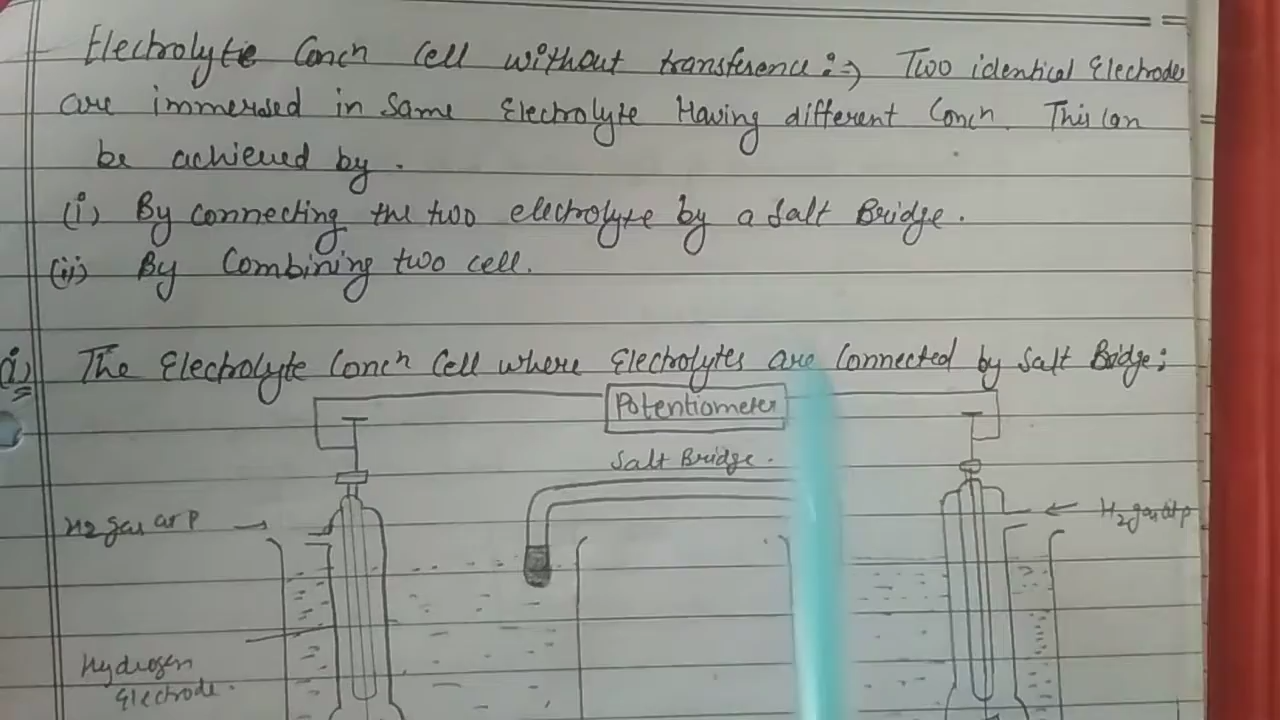 Electrolyte Concn Cell without transference:⇒ Two identical Electrodes
are immersed in same Electrolyte Having different Concn. This Can
be achieved by.
(i) By connecting the two electrolyte by a Salt Bridge.
(ii) By Combining two cell.
(i) The Electrolyte Concn Cell where Electrolytes are Connected by Salt Bridge:
Potentiometer
Salt Bridge.
H2 gas at P →
← H2 gas at P
Hydrogen
Electrode.